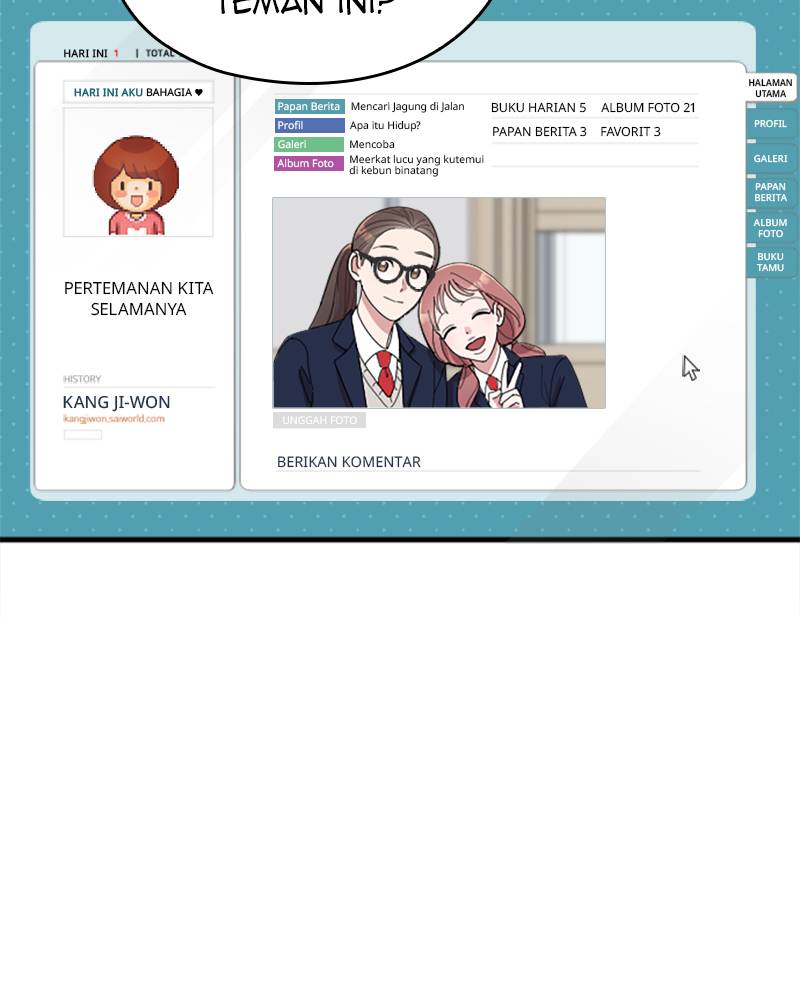 TEMAN INI?
HARI INI 1 | TOTAL
HARI INI AKU BAHAGIA ♥
PERTEMANAN KITA
SELAMANYA
HISTORY
KANG JI-WON
kangjiwon.saiworld.com
Papan Berita Mencari Jagung di Jalan
Profil Apa itu Hidup?
Galeri Mencoba
Album Foto Meerkat lucu yang kutemui
di kebun binatang
BUKU HARIAN 5 ALBUM FOTO 21
PAPAN BERITA 3 FAVORIT 3
UNGGAH FOTO
BERIKAN KOMENTAR
HALAMAN
UTAMA
PROFIL
GALERI
PAPAN
BERITA
ALBUM
FOTO
BUKU
TAMU